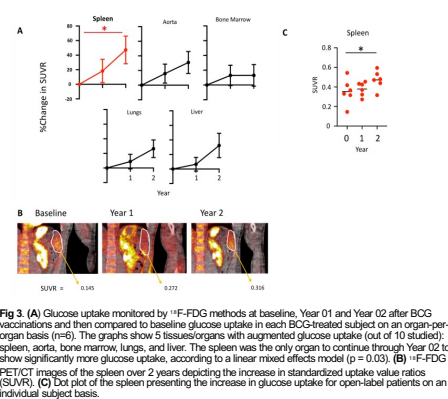 A
Spleen
Aorta
Bone Marrow
C
Spleen
%Change in SUVR
80
60
40
20
0
-20
*
Lungs
Liver
1
2
1
2
Year
SUVR
0.8
0.6
0.4
0.2
0
*
0 1 2
Year
B Baseline Year 1 Year 2
SUVR = 0.145 0.272 0.316
Fig 3. (A) Glucose uptake monitored by ¹⁸F-FDG methods at baseline, Year 01 and Year 02 after BCG
vaccinations and then compared to baseline glucose uptake in each BCG-treated subject on an organ-per-
organ basis (n=6). The graphs show 5 tissues/organs with augmented glucose uptake (out of 10 studied):
spleen, aorta, bone marrow, lungs, and liver. The spleen was the only organ to continue through Year 02 to
show significantly more glucose uptake, according to a linear mixed effects model (p = 0.03). (B) ¹⁸F-FDG
PET/CT images of the spleen over 2 years depicting the increase in standardized uptake value ratios
(SUVR). (C) Dot plot of the spleen presenting the increase in glucose uptake for open-label patients on an
individual subject basis.